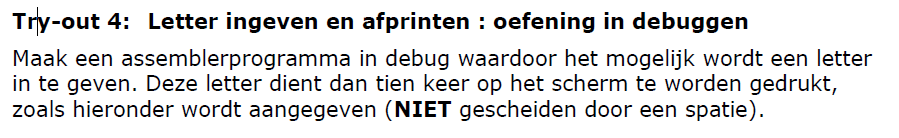 Try-out 4: Letter ingeven en afprinten : oefening in debuggen
Maak een assemblerprogramma in debug waardoor het mogelijk wordt een letter
in te geven. Deze letter dient dan tien keer op het scherm te worden gedrukt,
zoals hieronder wordt aangegeven (NIET gescheiden door een spatie).